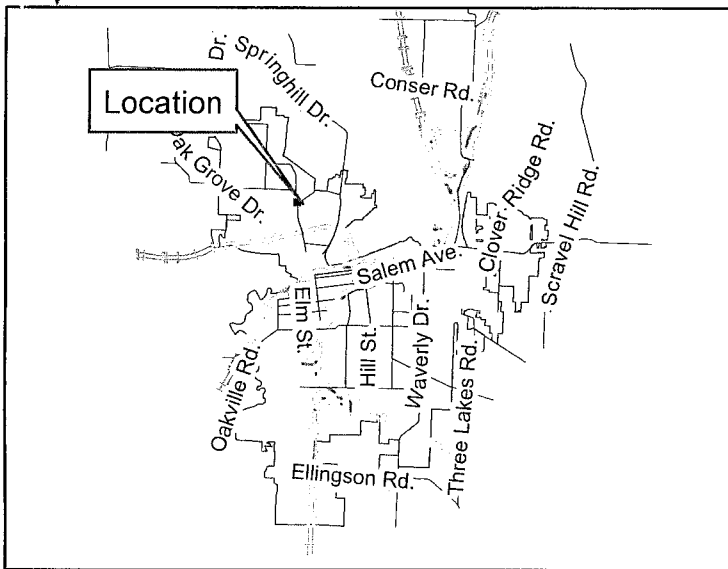 Dr.
Springhill Dr.
Conser Rd.
Location
Oak Grove Dr.
Clover Ridge Rd.
Scravel Hill Rd.
Salem Ave.
Elm St.
Hill St.
Waverly Dr.
Oakville Rd.
Three Lakes Rd.
Ellingson Rd.